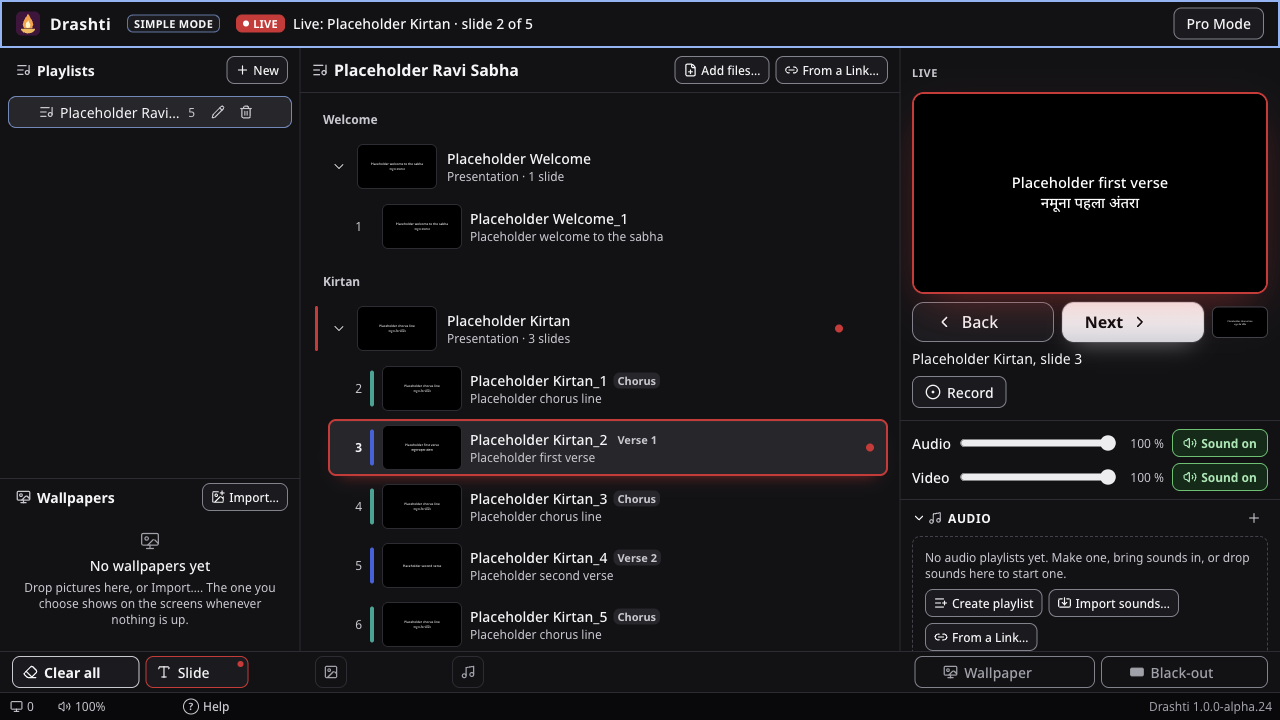 Drashti
SIMPLE MODE
LIVE
Live: Placeholder Kirtan · slide 2 of 5
Pro Mode
Playlists
New
Placeholder Ravi...
5
Placeholder Ravi Sabha
Add files...
From a Link...
Welcome
Placeholder Welcome
Presentation · 1 slide
1
Placeholder Welcome_1
Placeholder welcome to the sabha
Kirtan
Placeholder Kirtan
Presentation · 3 slides
2
Placeholder Kirtan_1 Chorus
Placeholder chorus line
3
Placeholder Kirtan_2 Verse 1
Placeholder first verse
4
Placeholder Kirtan_3 Chorus
Placeholder chorus line
5
Placeholder Kirtan_4 Verse 2
Placeholder second verse
6
Placeholder Kirtan_5 Chorus
Placeholder chorus line
Wallpapers
Import...
No wallpapers yet
Drop pictures here, or Import.... The one you
choose shows on the screens whenever
nothing is up.
LIVE
Placeholder first verse
नमूना पहला अंतरा
Back
Next
Placeholder Kirtan, slide 3
Record
Audio
100 %
Sound on
Video
100 %
Sound on
AUDIO
No audio playlists yet. Make one, bring sounds in, or drop
sounds here to start one.
Create playlist
Import sounds...
From a Link...
Clear all
Slide
Wallpaper
Black-out
0
100%
Help
Drashti 1.0.0-alpha.24